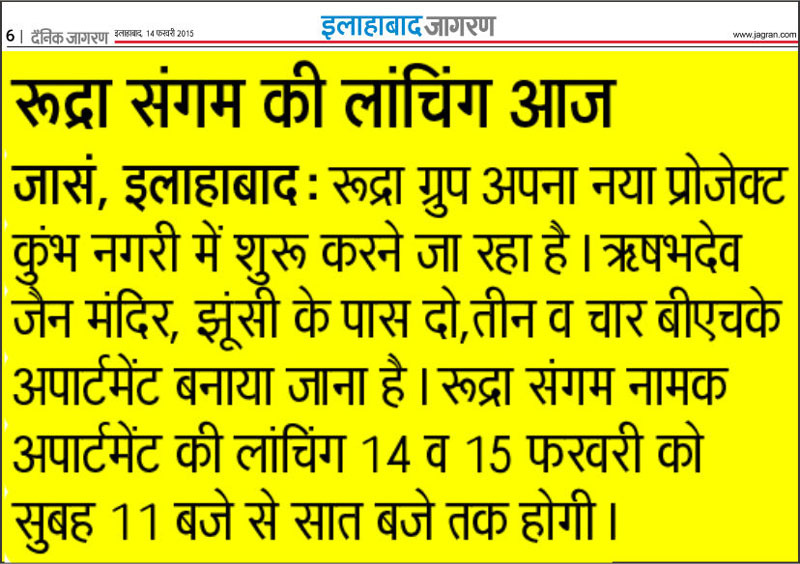 6 | दैनिक जागरण इलाहाबाद, 14 फरवरी 2015 इलाहाबाद जागरण www.jagran.com
रूद्रा संगम की लांचिंग आज
जासं, इलाहाबाद : रूद्रा ग्रुप अपना नया प्रोजेक्ट
कुंभ नगरी में शुरू करने जा रहा है । ऋषभदेव
जैन मंदिर, झूंसी के पास दो,तीन व चार बीएचके
अपार्टमेंट बनाया जाना है । रूद्रा संगम नामक
अपार्टमेंट की लांचिंग 14 व 15 फरवरी को
सुबह 11 बजे से सात बजे तक होगी ।